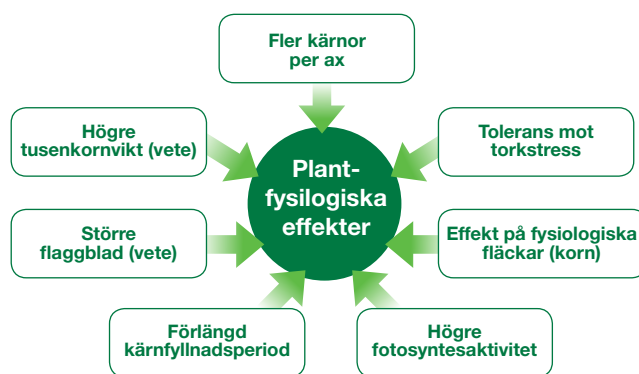 Fler kärnor
per ax
Högre
tusenkornvikt (vete)
Tolerans mot
torkstress
Plant-
fysilogiska
effekter
Större
flaggblad (vete)
Effekt på fysiologiska
fläckar (korn)
Förlängd
kärnfyllnadsperiod
Högre
fotosyntesaktivitet